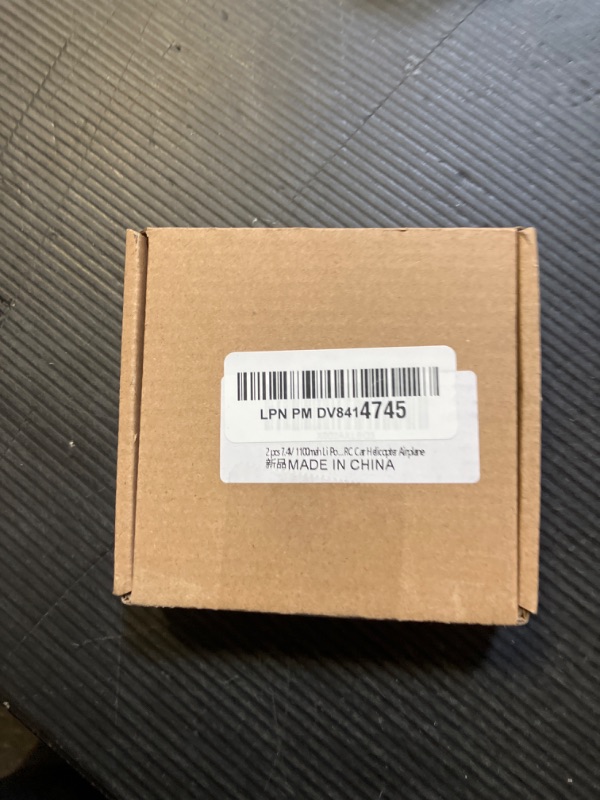 LPN PM DV8414745
2 pcs 7.4V 1100mAh Li Po...RC Car Helicopter Airplane
新品MADE IN CHINA